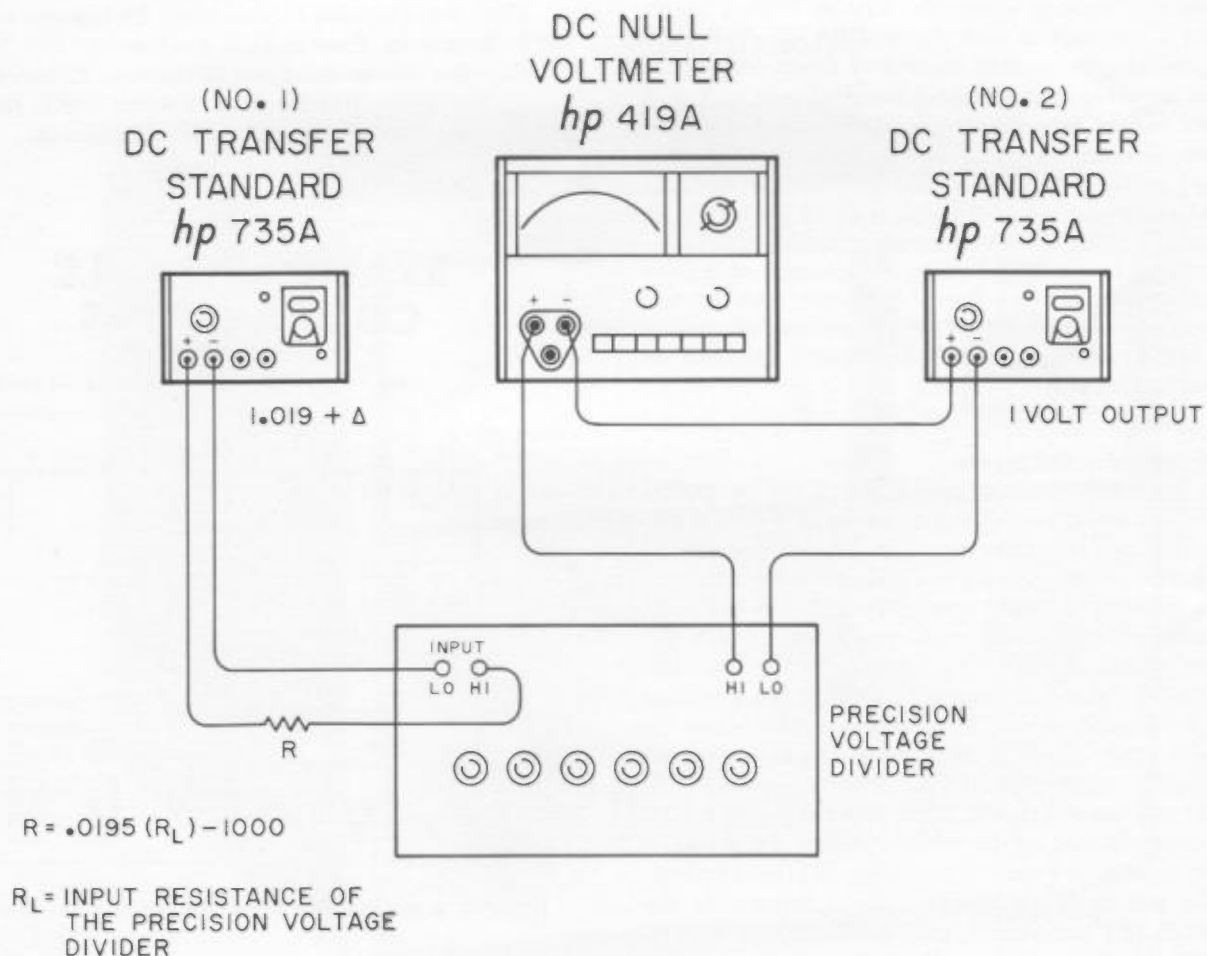 DC NULL
VOLTMETER
hp 419A
(NO. 1)
DC TRANSFER
STANDARD
hp 735A
(NO. 2)
DC TRANSFER
STANDARD
hp 735A
+ -
+ -
+ -
1.019 + Δ
1 VOLT OUTPUT
INPUT
LO HI
HI LO
R
PRECISION
VOLTAGE
DIVIDER
R = .0195 (RL) - 1000
RL = INPUT RESISTANCE OF
THE PRECISION VOLTAGE
DIVIDER